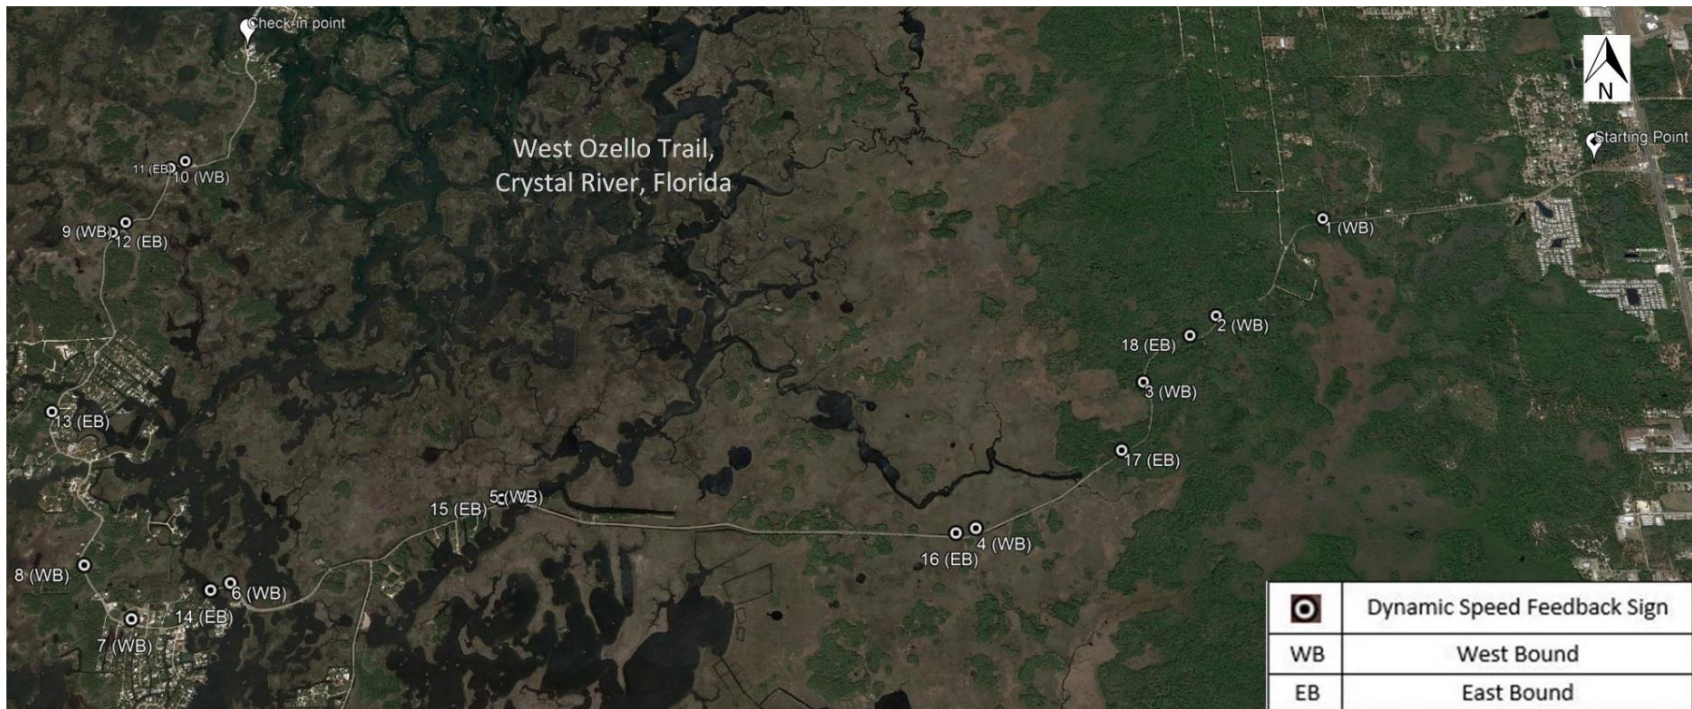 Check-in point
N
Starting Point
West Ozello Trail,
Crystal River, Florida
11 (EB)
10 (WB)
9 (WB)
12 (EB)
1 (WB)
2 (WB)
18 (EB)
3 (WB)
13 (EB)
17 (EB)
5 (WB)
15 (EB)
4 (WB)
16 (EB)
8 (WB)
6 (WB)
14 (EB)
7 (WB)
Dynamic Speed Feedback Sign
WB West Bound
EB East Bound